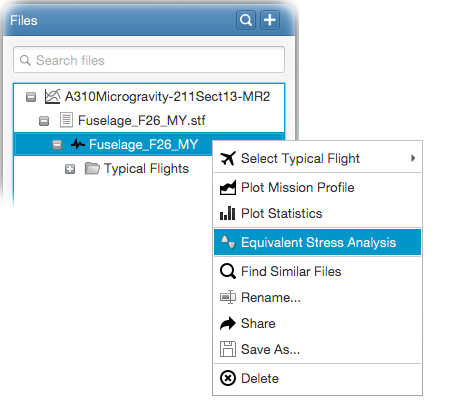 Files
Search files
A310Microgravity-211Sect13-MR2
Fuselage_F26_MY.stf
Fuselage_F26_MY
Typical Flights
Select Typical Flight
Plot Mission Profile
Plot Statistics
Equivalent Stress Analysis
Find Similar Files
Rename...
Share
Save As...
Delete